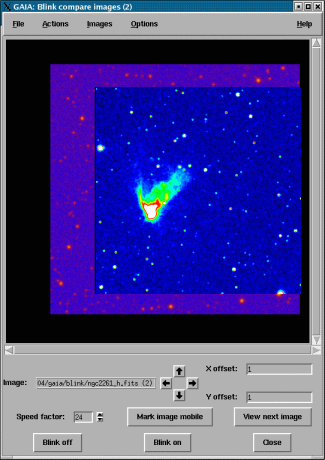 GAIA: Blink compare images (2)
File Actions Images Options Help
X offset: 1
Image: 04/gaia/blink/ngc2261_h.fits (2)
Y offset: 1
Speed factor: 24 Mark image mobile View next image
Blink off Blink on Close